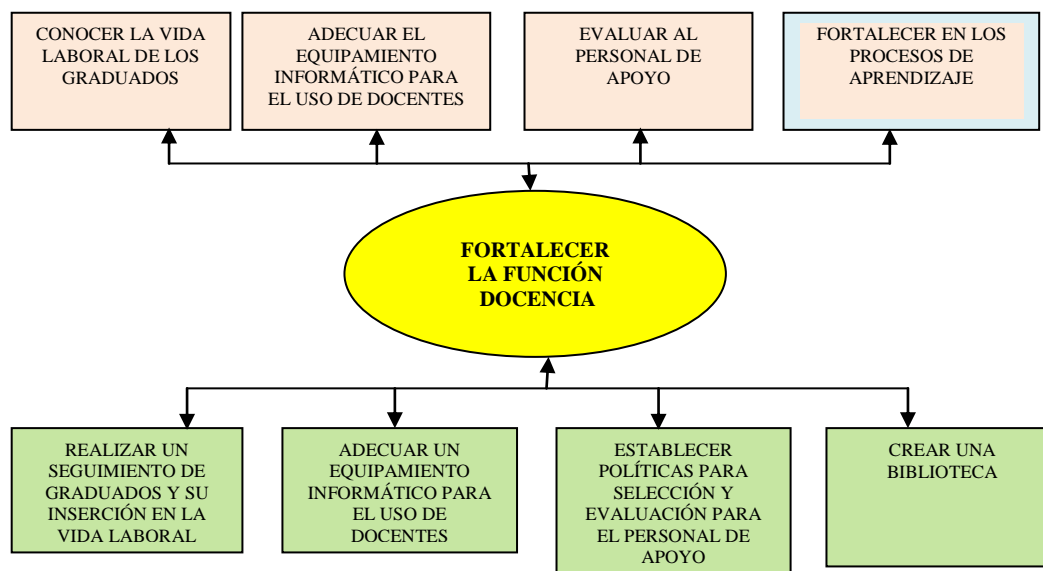 CONOCER LA VIDA
LABORAL DE LOS
GRADUADOS
ADECUAR EL
EQUIPAMIENTO
INFORMÁTICO PARA
EL USO DE DOCENTES
EVALUAR AL
PERSONAL DE
APOYO
FORTALECER EN LOS
PROCESOS DE
APRENDIZAJE
FORTALECER
LA FUNCIÓN
DOCENCIA
REALIZAR UN
SEGUIMIENTO DE
GRADUADOS Y SU
INSERCIÓN EN LA
VIDA LABORAL
ADECUAR UN
EQUIPAMIENTO
INFORMÁTICO PARA
EL USO DE
DOCENTES
ESTABLECER
POLÍTICAS PARA
SELECCIÓN Y
EVALUACIÓN PARA
EL PERSONAL DE
APOYO
CREAR UNA
BIBLIOTECA